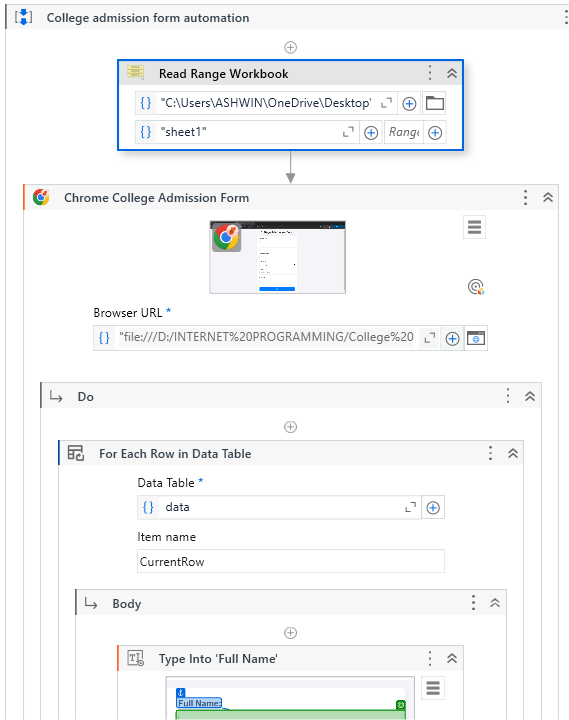 College admission form automation
Read Range Workbook
"C:\Users\ASHWIN\OneDrive\Desktop'
"sheet1"
Rang
Chrome College Admission Form
Browser URL *
"file:///D:/INTERNET%20PROGRAMMING/College%20
Do
For Each Row in Data Table
Data Table *
data
Item name
CurrentRow
Body
Type Into 'Full Name'
Full Name: